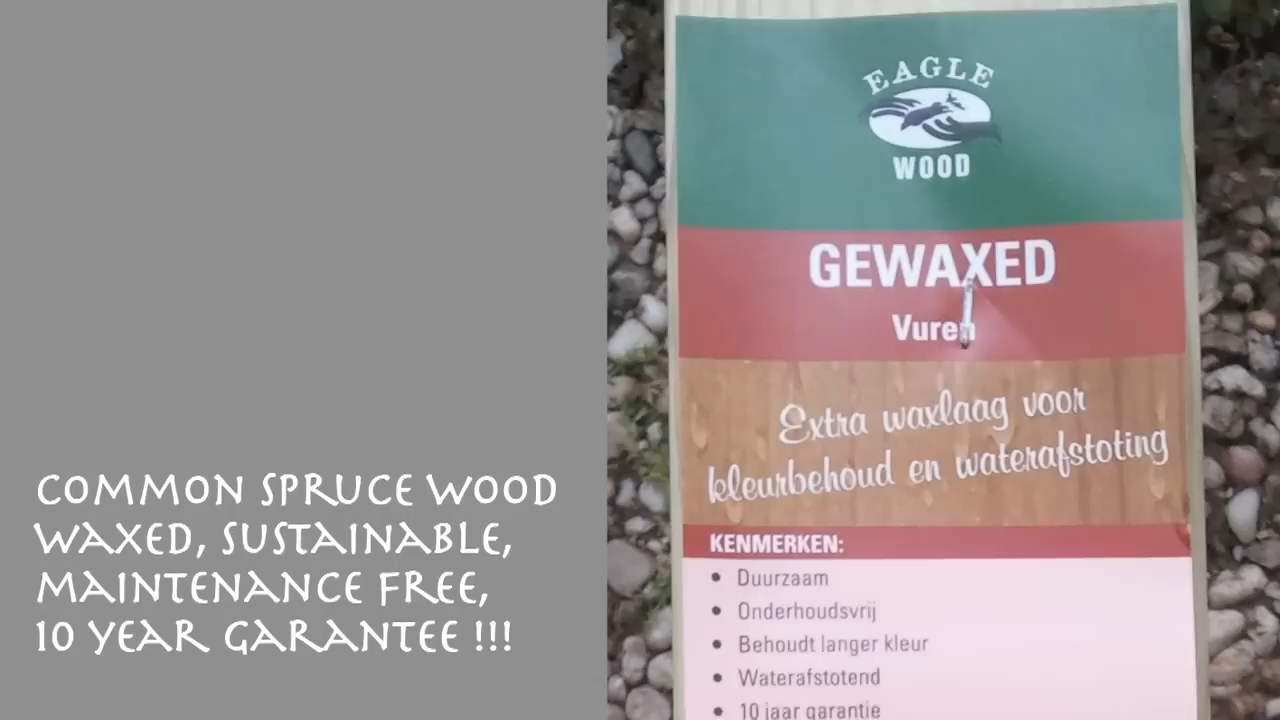 COMMON SPRUCE WOOD
WAXED, SUSTAINABLE,
MAINTENANCE FREE,
10 YEAR GARANTEE !!!
EAGLE
WOOD
GEWAXED
Vuren
Extra waxlaag voor
kleurbehoud en waterafstoting
KENMERKEN:
• Duurzaam
• Onderhoudsvrij
• Behoudt langer kleur
• Waterafstotend
• 10 jaar garantie